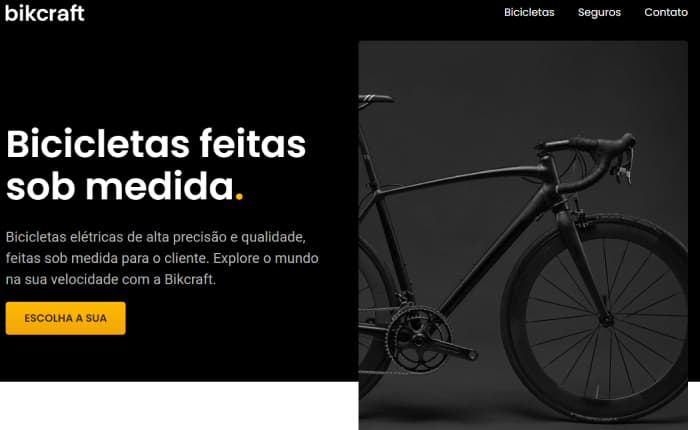 bikcraft
Bicicletas Seguros Contato
Bicicletas feitas
sob medida.
Bicicletas elétricas de alta precisão e qualidade,
feitas sob medida para o cliente. Explore o mundo
na sua velocidade com a Bikcraft.
ESCOLHA A SUA